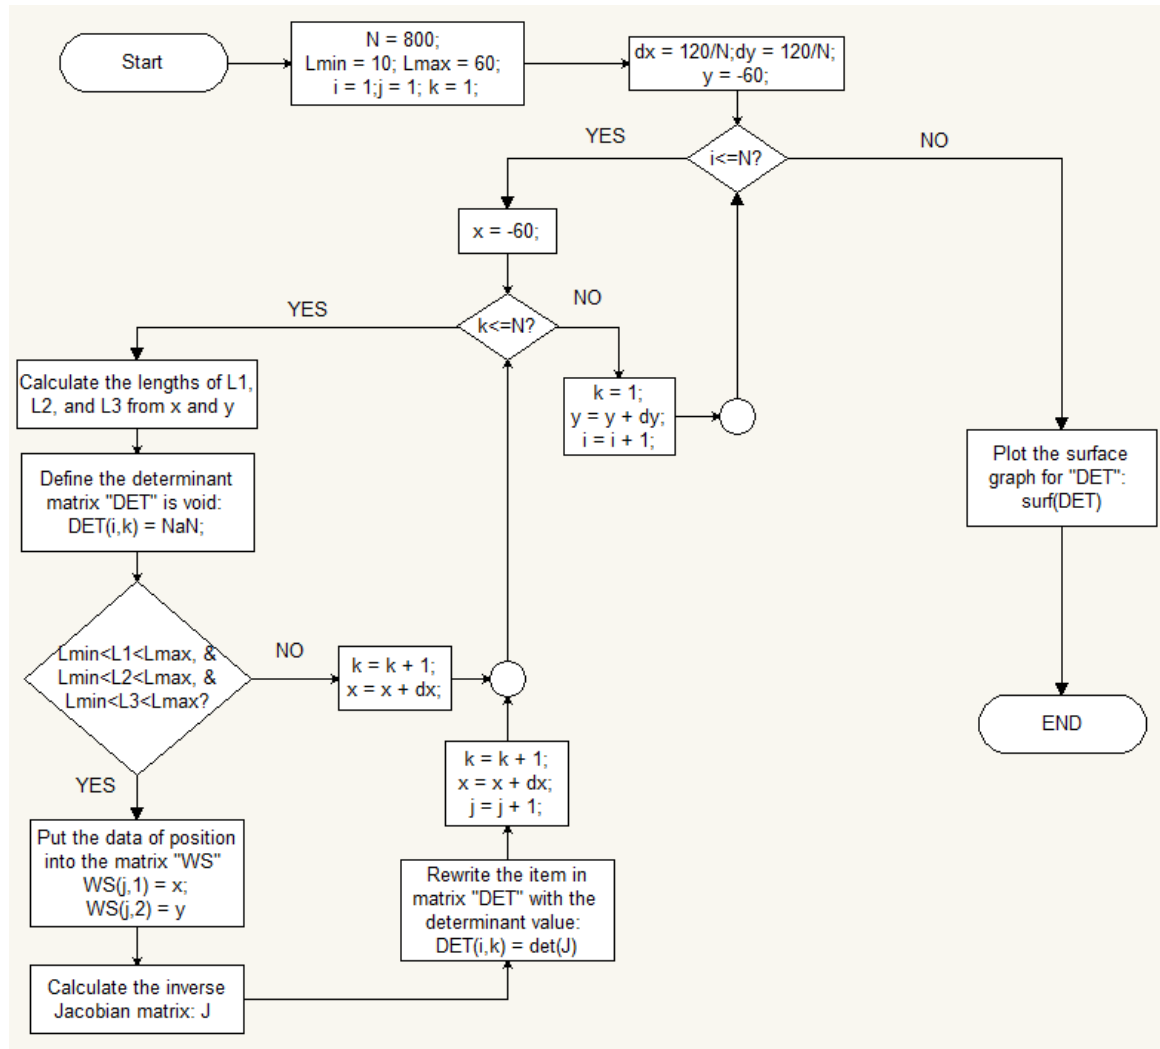 Start
N = 800;
Lmin = 10; Lmax = 60;
i = 1;j = 1; k = 1;
dx = 120/N;dy = 120/N;
y = -60;
i<=N?
YES
NO
x = -60;
k<=N?
YES
NO
k = 1;
y = y + dy;
i = i + 1;
Calculate the lengths of L1,
L2, and L3 from x and y
Define the determinant
matrix "DET" is void:
DET(i,k) = NaN;
Lmin<L1<Lmax, &
Lmin<L2<Lmax, &
Lmin<L3<Lmax?
NO
k = k + 1;
x = x + dx;
YES
Put the data of position
into the matrix "WS"
WS(j,1) = x;
WS(j,2) = y
Calculate the inverse
Jacobian matrix: J
Rewrite the item in
matrix "DET" with the
determinant value:
DET(i,k) = det(J)
k = k + 1;
x = x + dx;
j = j + 1;
Plot the surface
graph for "DET":
surf(DET)
END